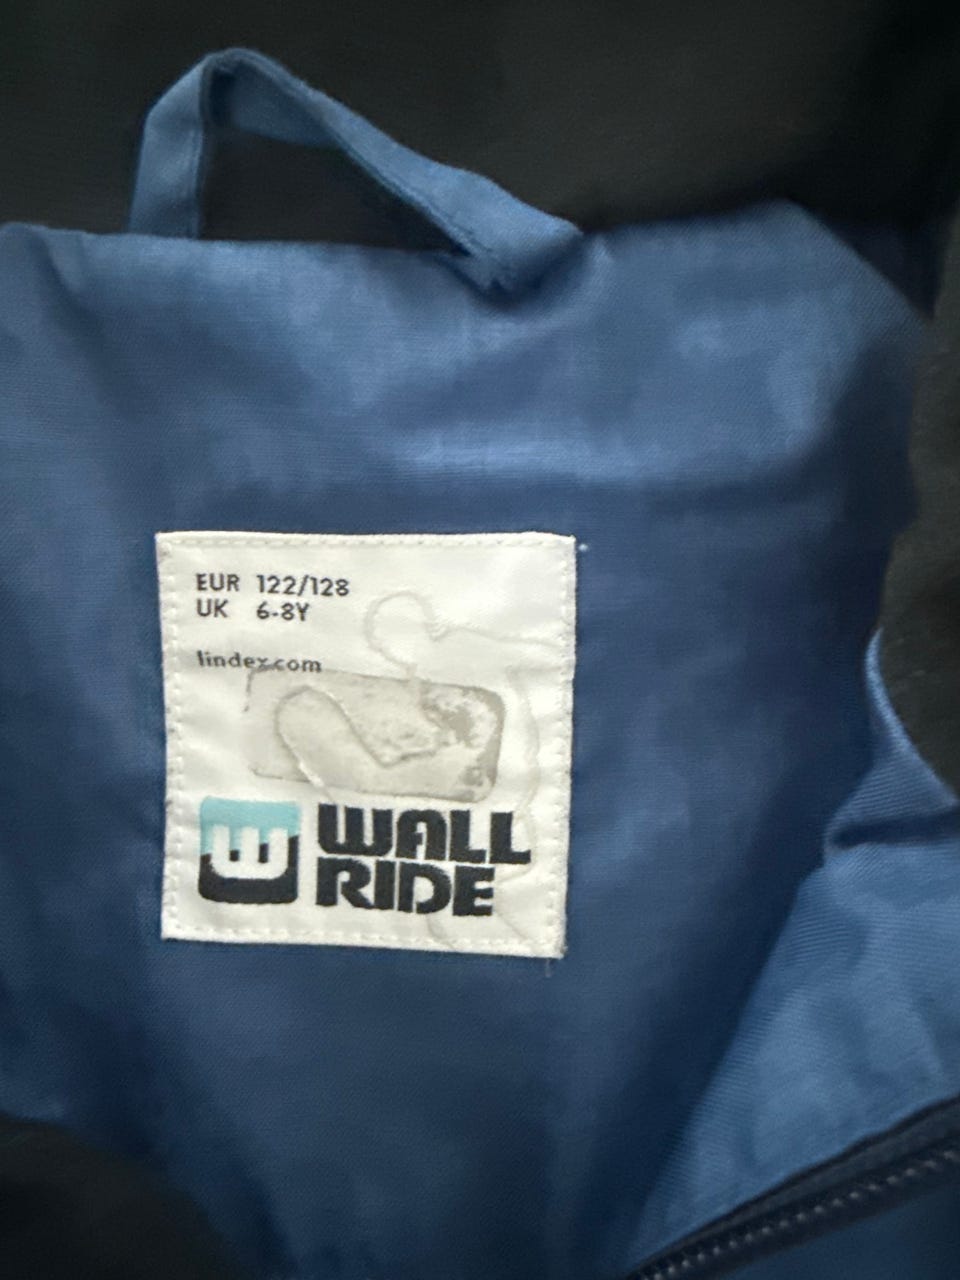 EUR 122/128
UK 6-8Y
lindex.com
WALL
RIDE